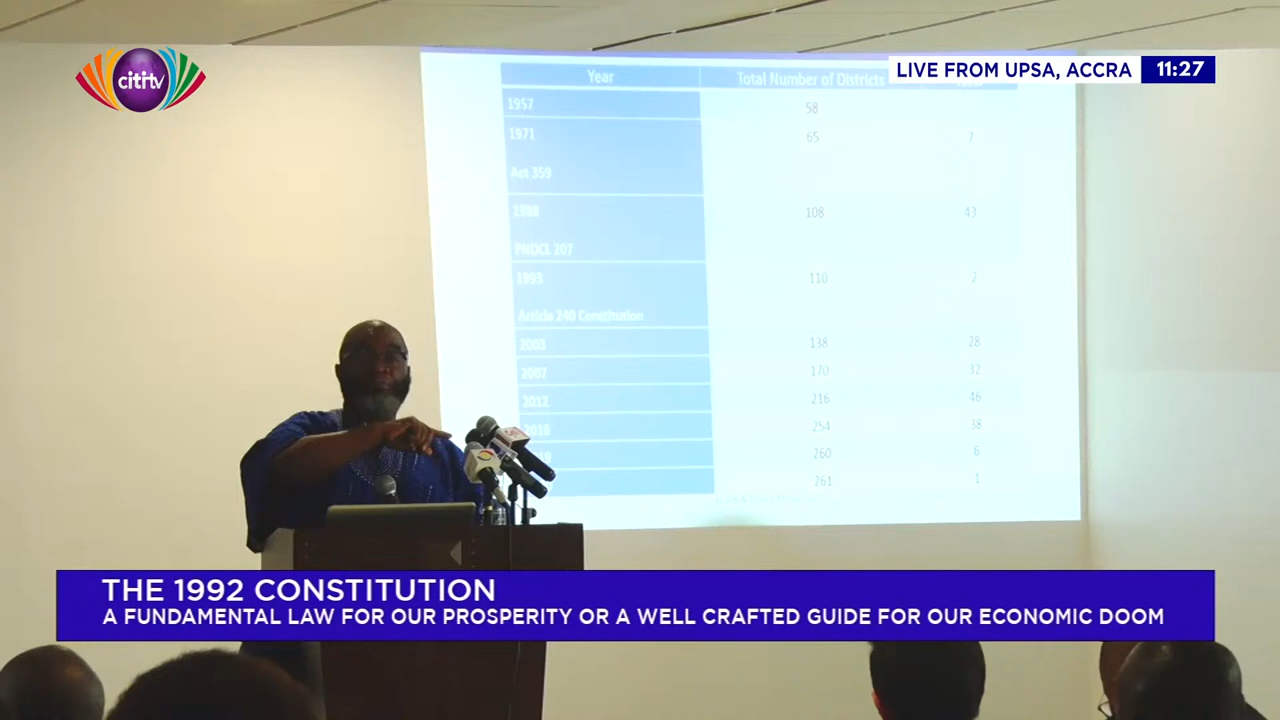 citi tv
LIVE FROM UPSA, ACCRA 11:27
Year Total Number of Districts
1957 58
1971 65 7
Act 359
1988 108 43
PNDCL 207
1993 110 2
Article 240 Constitution
2003 138 28
2007 170 32
2012 216 46
2018 254 38
260 6
261 1
THE 1992 CONSTITUTION
A FUNDAMENTAL LAW FOR OUR PROSPERITY OR A WELL CRAFTED GUIDE FOR OUR ECONOMIC DOOM